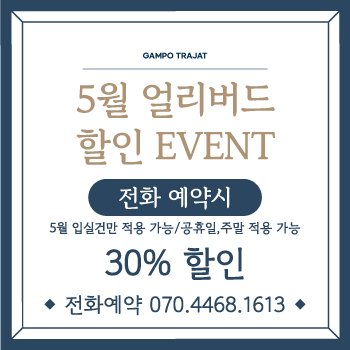 GAMPO TRAJAT
5월 얼리버드
할인 EVENT
전화 예약시
5월 입실건만 적용 가능/공휴일,주말 적용 가능
30% 할인
◆ 전화예약 070.4468.1613 ◆